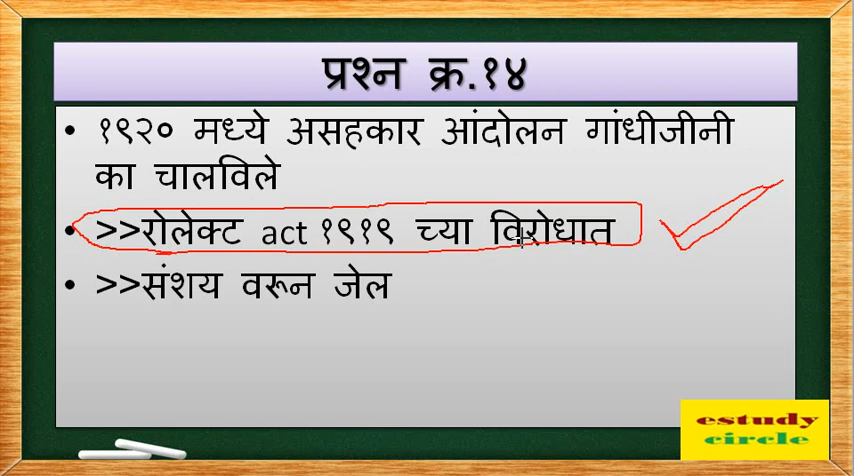 प्रश्न क्र.१४
• १९२० मध्ये असहकार आंदोलन गांधीजीनी
का चालविले
• >>रोलेक्ट act १९१९ च्या विरोधात
• >>संशय वरून जेल
estudy
circle